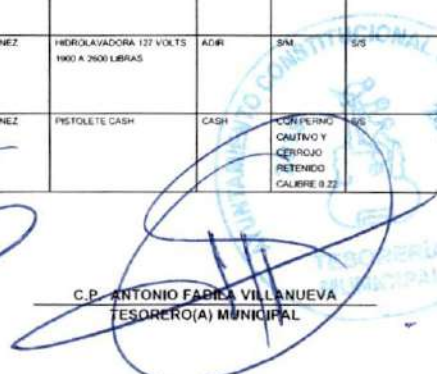 NEZ
HIDROLAVADORA 127 VOLTS
1900 A 2600 LIBRAS
ADIR
S/M
S/S
NEZ
PISTOLETE CASH
CASH
CON PERNO
CAUTIVO Y
CERROJO
RETENIDO
CALIBRE 0.22
S/S
CONSTITUCIONAL
TESORERIA
MUNICIPAL
C.P. ANTONIO FABILA VILLANUEVA
TESORERO(A) MUNICIPAL